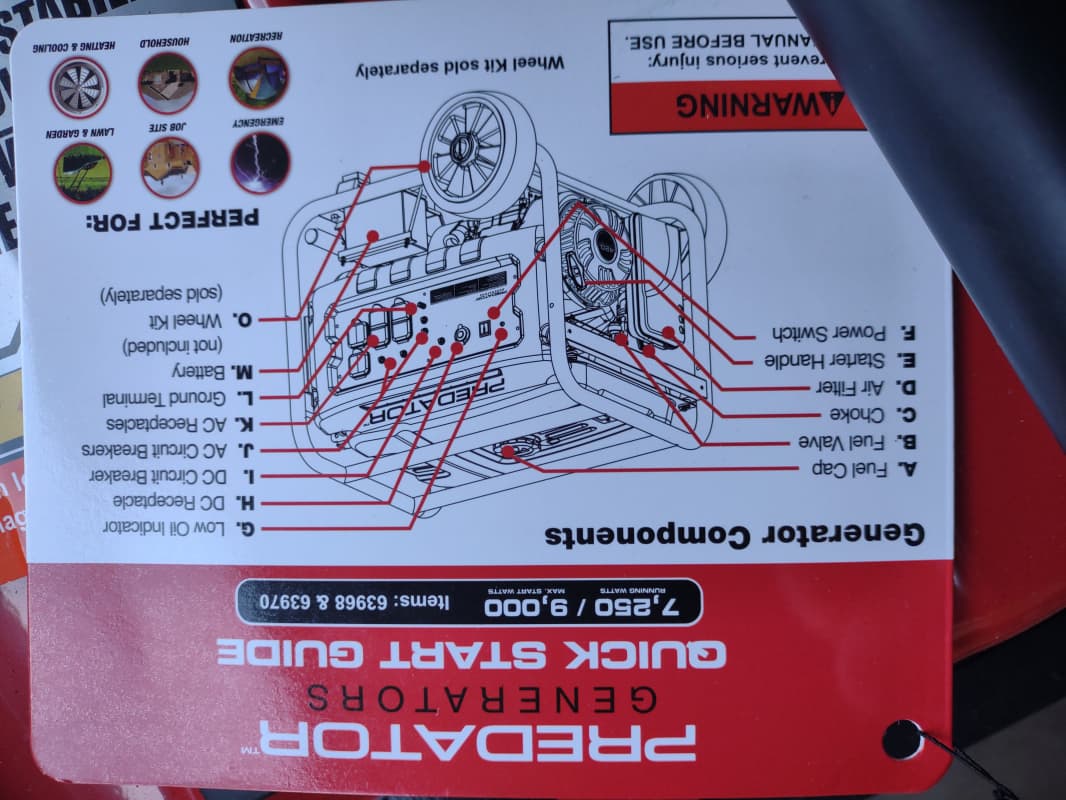 PREDATOR™
GENERATORS
QUICK START GUIDE
7,250 / 9,000 Items: 63968 & 63970
RUNNING WATTS MAX. START WATTS
Generator Components
A. Fuel Cap
B. Fuel Valve
C. Choke
D. Air Filter
E. Starter Handle
F. Power Switch
G. Low Oil Indicator
H. DC Receptacle
I. DC Circuit Breaker
J. AC Circuit Breakers
K. AC Receptacles
L. Ground Terminal
M. Battery
(not included)
O. Wheel Kit
(sold separately)
PREDATOR
420
WARNING
revent serious injury:
MANUAL BEFORE USE.
Wheel Kit sold separately
PERFECT FOR:
EMERGENCY
JOB SITE
LAWN & GARDEN
RECREATION
HOUSEHOLD
HEATING & COOLING